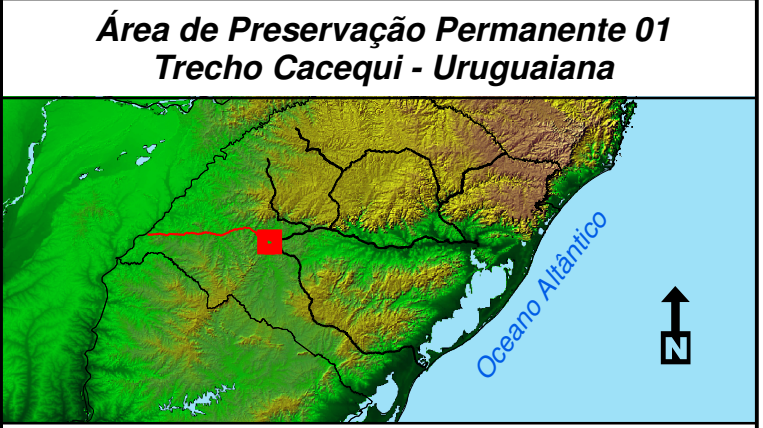 Área de Preservação Permanente 01
Trecho Cacequi - Uruguaiana
Oceano Altântico
N